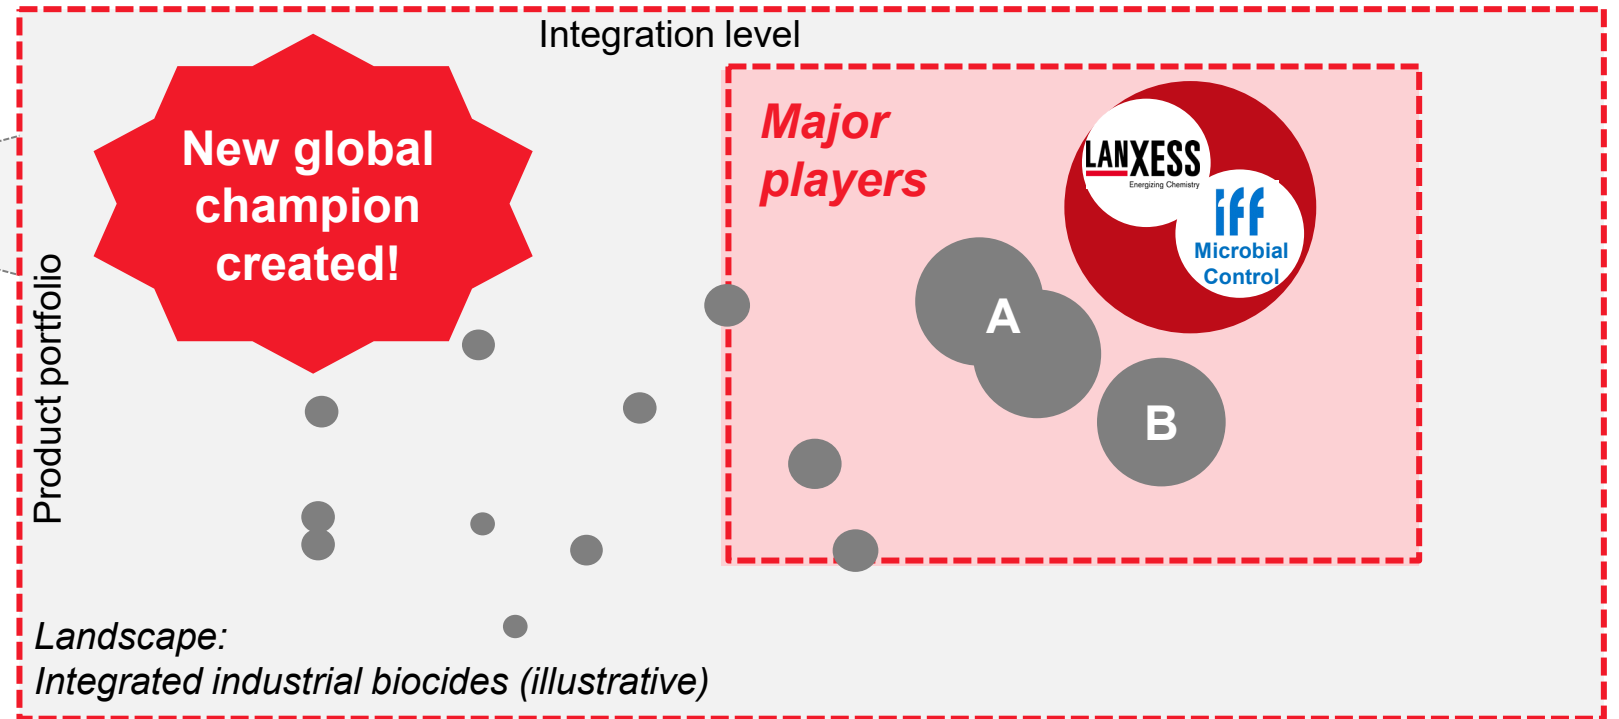 Integration level
New global
champion
created!
Major
players
LANXESS
Energizing Chemistry
iff
Microbial
Control
Product portfolio
A
B
Landscape:
Integrated industrial biocides (illustrative)